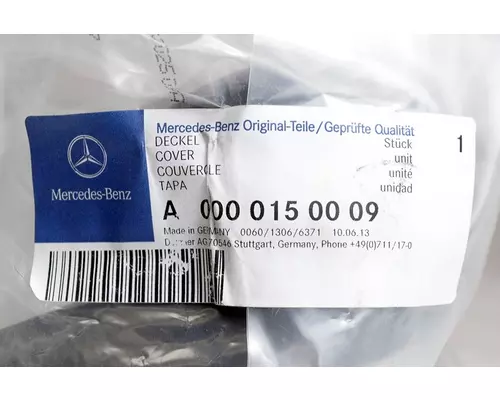 Mercedes-Benz Original-Teile/Geprüfte Qualität
DECKEL Stück 1
COVER unit
COUVERCLE unité
TAPA unidad
Mercedes-Benz
A 000 015 00 09
Made in GERMANY 0060/1306/6371 10.06.13
AG 70546 Stuttgart, Germany, Phone +49(0)711/17-0